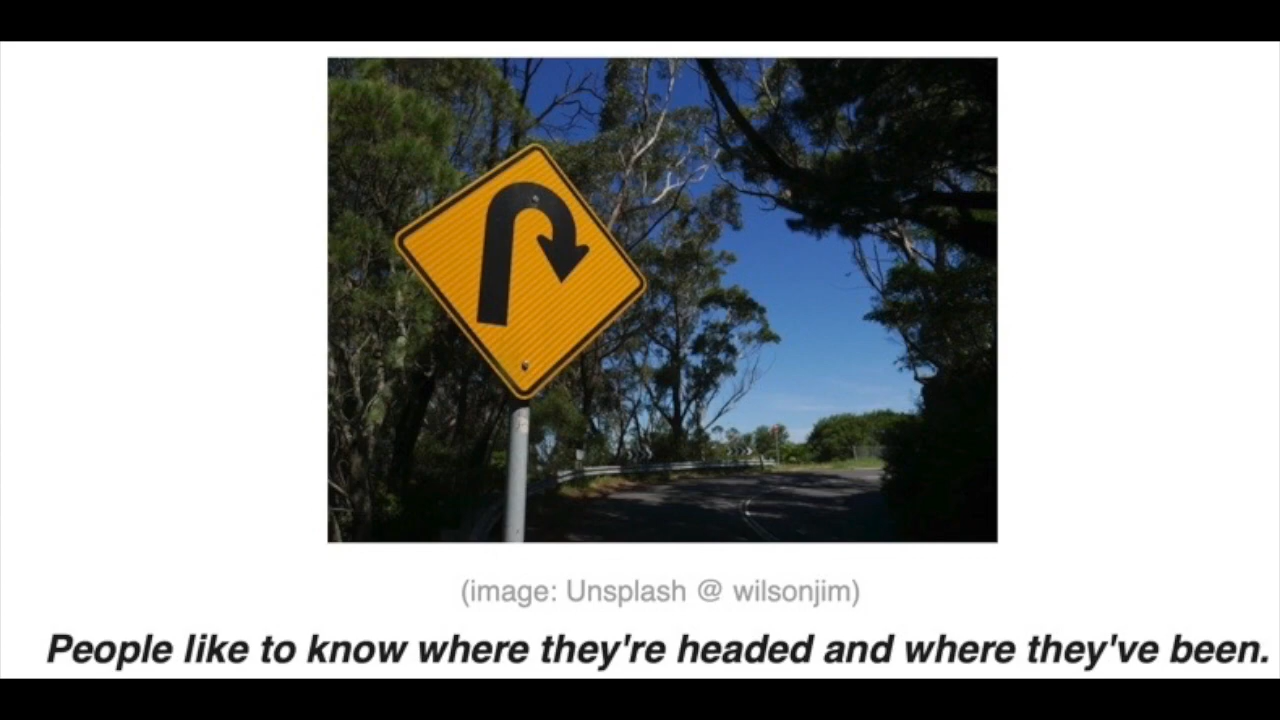 (image: Unsplash @ wilsonjim)
People like to know where they're headed and where they've been.